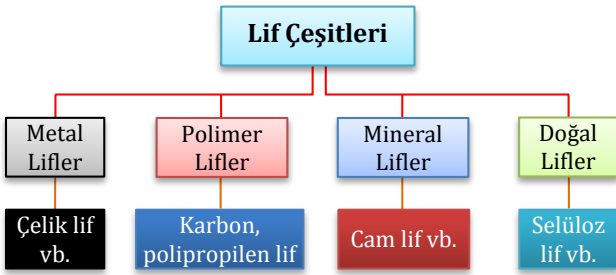 Lif Çeşitleri
Metal
Lifler
Polimer
Lifler
Mineral
Lifler
Doğal
Lifler
Çelik lif
vb.
Karbon,
polipropilen lif
Cam lif vb.
Selüloz
lif vb.